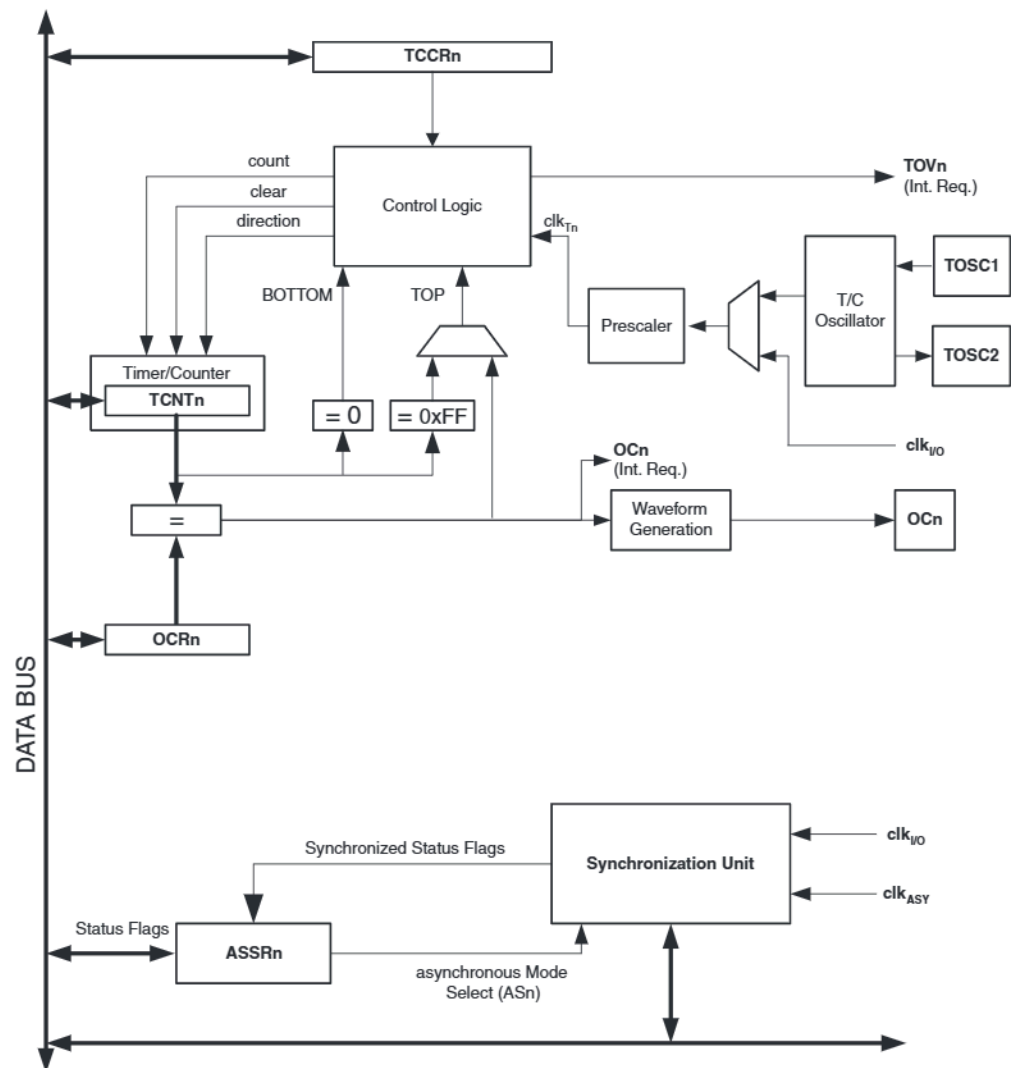 TCCRn
count
clear
direction
Control Logic
TOVn
(Int. Req.)
clkTn
TOSC1
T/C
Oscillator
TOSC2
BOTTOM
TOP
Prescaler
Timer/Counter
TCNTn
= 0
= 0xFF
clkI/O
OCn
(Int. Req.)
=
Waveform
Generation
OCn
OCRn
DATA BUS
Synchronized Status Flags
Synchronization Unit
clkI/O
clkASY
Status Flags
ASSRn
asynchronous Mode
Select (ASn)